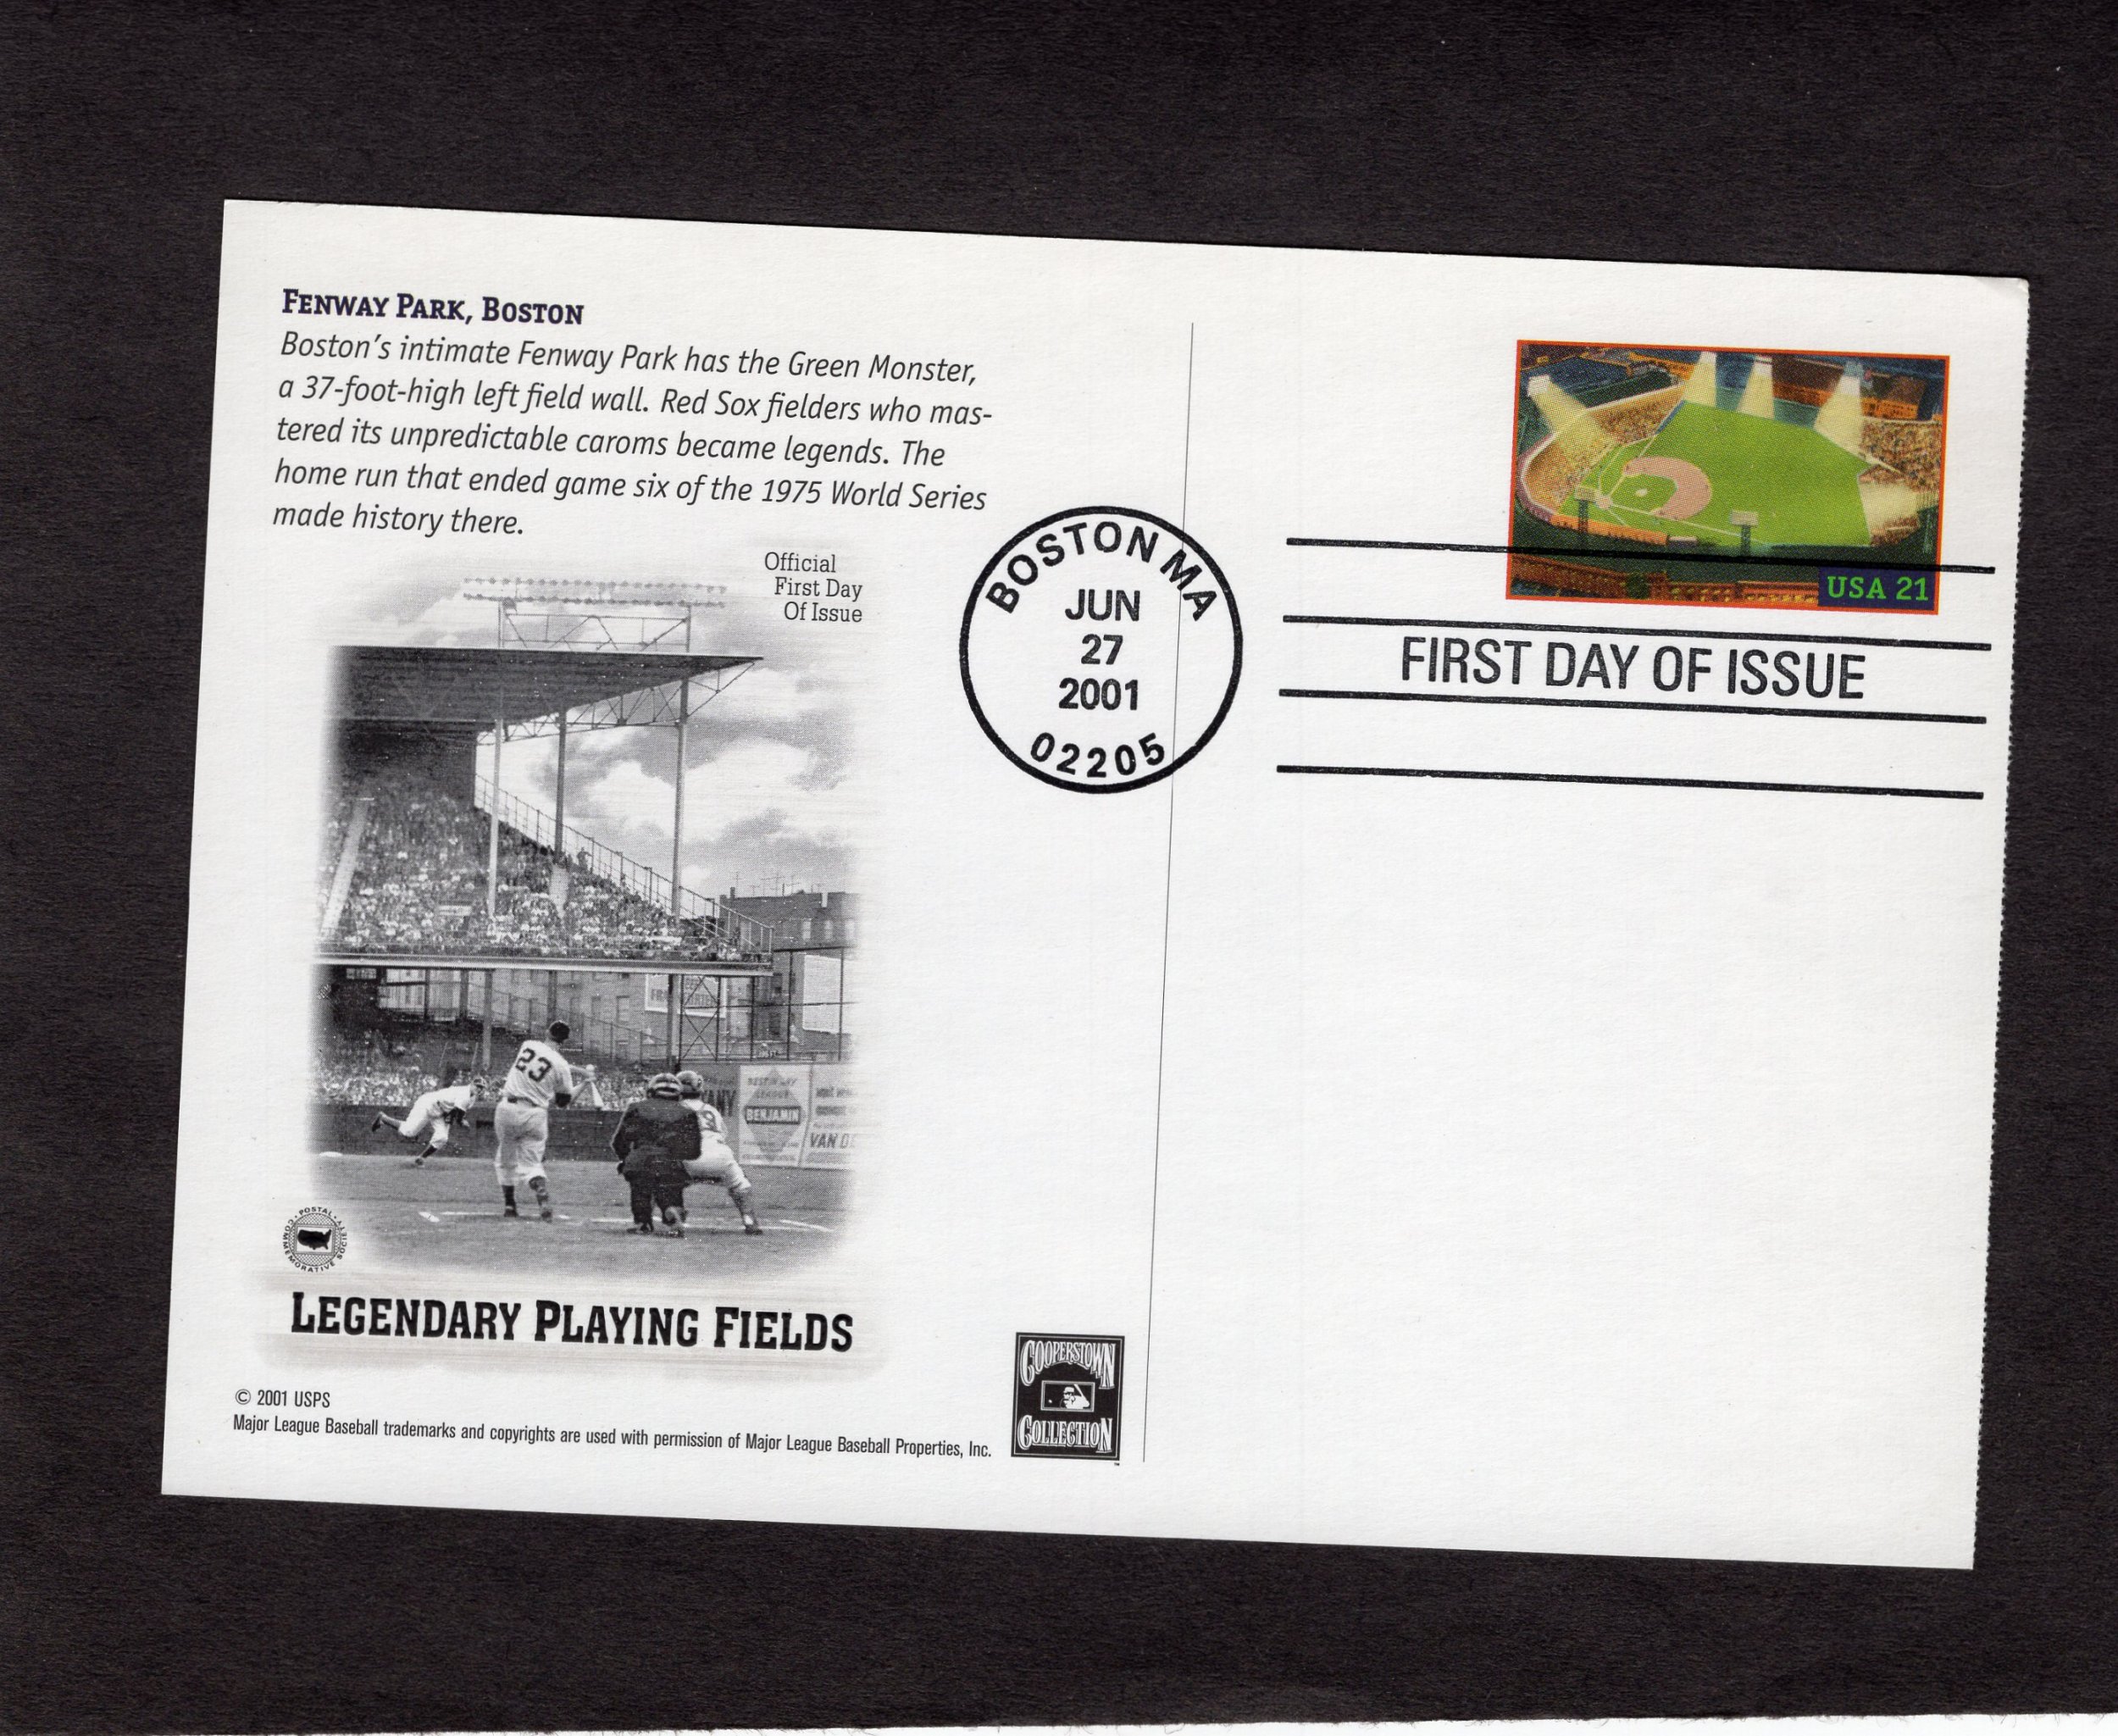 FENWAY PARK, BOSTON
Boston's intimate Fenway Park has the Green Monster,
a 37-foot-high left field wall. Red Sox fielders who mas-
tered its unpredictable caroms became legends. The
home run that ended game six of the 1975 World Series
made history there.
Official
First Day
Of Issue
BOSTON MA
JUN
27
2001
02205
USA 21
FIRST DAY OF ISSUE
23
BENJAMIN
POSTAL
COMMEMORATIVE
SOCIETY
LEGENDARY PLAYING FIELDS
© 2001 USPS
Major League Baseball trademarks and copyrights are used with permission of Major League Baseball Properties, Inc.
COOPERSTOWN
COLLECTION